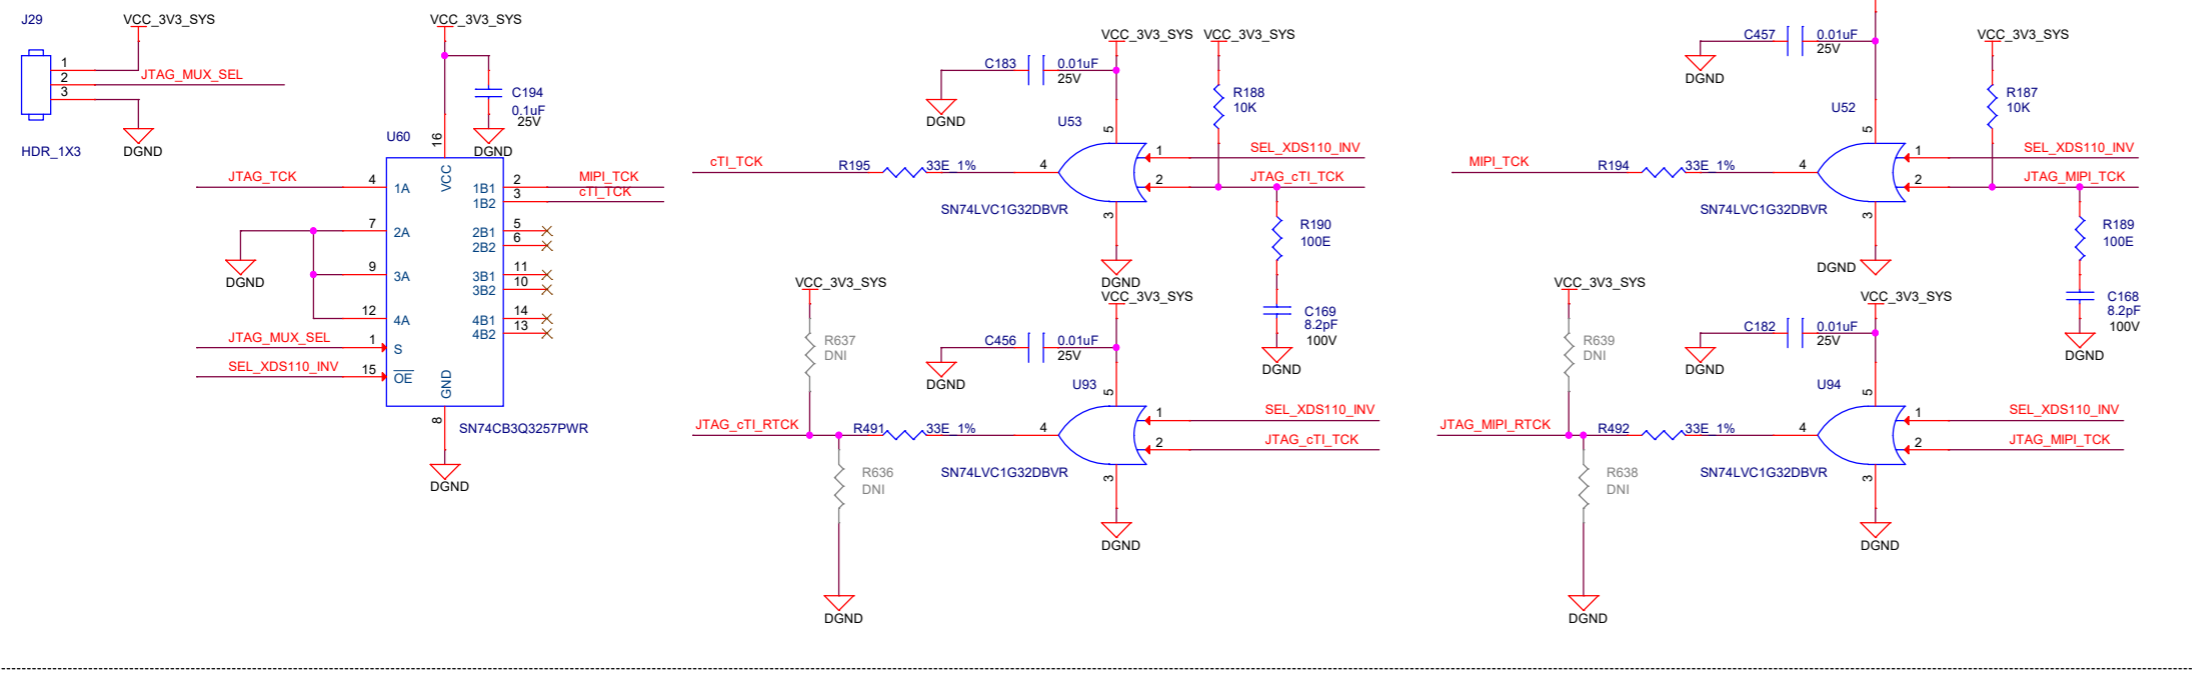 J29
VCC_3V3_SYS
1
2
3
JTAG_MUX_SEL
HDR_1X3
DGND
VCC_3V3_SYS
C194
0.1uF
25V
DGND
U60
16
VCC
JTAG_TCK
4
1A
1B1
2
MIPI_TCK
1B2
3
cTI_TCK
7
2A
2B1
5
2B2
6
DGND
9
3A
3B1
11
3B2
10
12
4A
4B1
14
4B2
13
JTAG_MUX_SEL
1
S
SEL_XDS110_INV
15
OE
GND
8
SN74CB3Q3257PWR
DGND
VCC_3V3_SYS
VCC_3V3_SYS
C183
0.01uF
25V
DGND
R188
10K
U53
5
cTI_TCK
R195
33E_1%
4
1
SEL_XDS110_INV
2
JTAG_cTI_TCK
SN74LVC1G32DBVR
3
DGND
R190
100E
C169
8.2pF
100V
DGND
VCC_3V3_SYS
R637
DNI
VCC_3V3_SYS
C456
0.01uF
25V
DGND
U93
5
JTAG_cTI_RTCK
R491
33E_1%
4
1
SEL_XDS110_INV
2
JTAG_cTI_TCK
SN74LVC1G32DBVR
3
R636
DNI
DGND
DGND
C457
0.01uF
25V
DGND
VCC_3V3_SYS
R187
10K
U52
5
MIPI_TCK
R194
33E_1%
4
1
SEL_XDS110_INV
2
JTAG_MIPI_TCK
SN74LVC1G32DBVR
3
DGND
R189
100E
C168
8.2pF
100V
DGND
VCC_3V3_SYS
R639
DNI
VCC_3V3_SYS
C182
0.01uF
25V
DGND
U94
5
JTAG_MIPI_RTCK
R492
33E_1%
4
1
SEL_XDS110_INV
2
JTAG_MIPI_TCK
SN74LVC1G32DBVR
3
R638
DNI
DGND
DGND